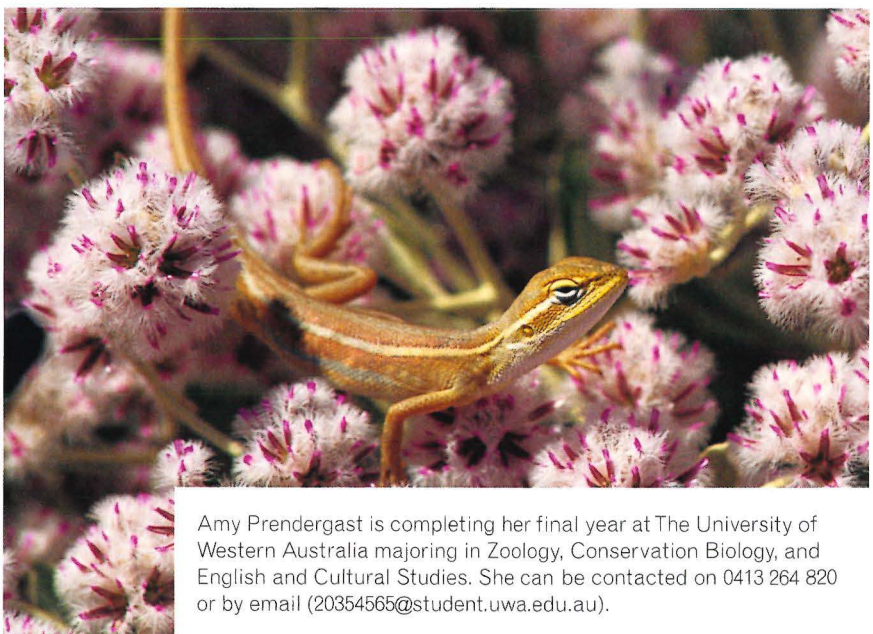 Amy Prendergast is completing her final year at The University of
Western Australia majoring in Zoology, Conservation Biology, and
English and Cultural Studies. She can be contacted on 0413 264 820
or by email (20354565@student.uwa.edu.au).